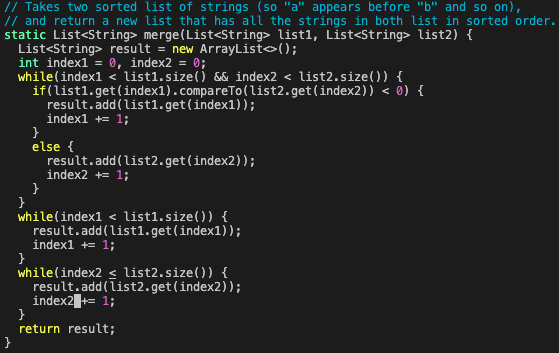 // Takes two sorted list of strings (so "a" appears before "b" and so on),
// and return a new list that has all the strings in both list in sorted order.
static List<String> merge(List<String> list1, List<String> list2) {
  List<String> result = new ArrayList<>();
  int index1 = 0, index2 = 0;
  while(index1 < list1.size() && index2 < list2.size()) {
    if(list1.get(index1).compareTo(list2.get(index2)) < 0) {
      result.add(list1.get(index1));
      index1 += 1;
    }
    else {
      result.add(list2.get(index2));
      index2 += 1;
    }
  }
  while(index1 < list1.size()) {
    result.add(list1.get(index1));
    index1 += 1;
  }
  while(index2 < list2.size()) {
    result.add(list2.get(index2));
    index2 += 1;
  }
  return result;
}